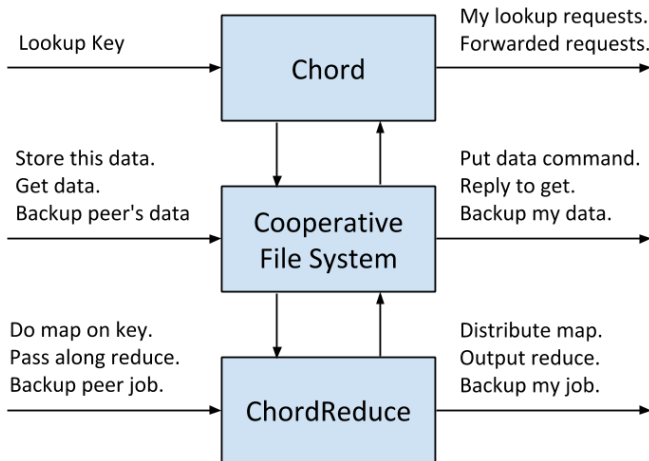 Lookup Key
Chord
My lookup requests.
Forwarded requests.
Store this data.
Get data.
Backup peer's data
Cooperative
File System
Put data command.
Reply to get.
Backup my data.
Do map on key.
Pass along reduce.
Backup peer job.
ChordReduce
Distribute map.
Output reduce.
Backup my job.